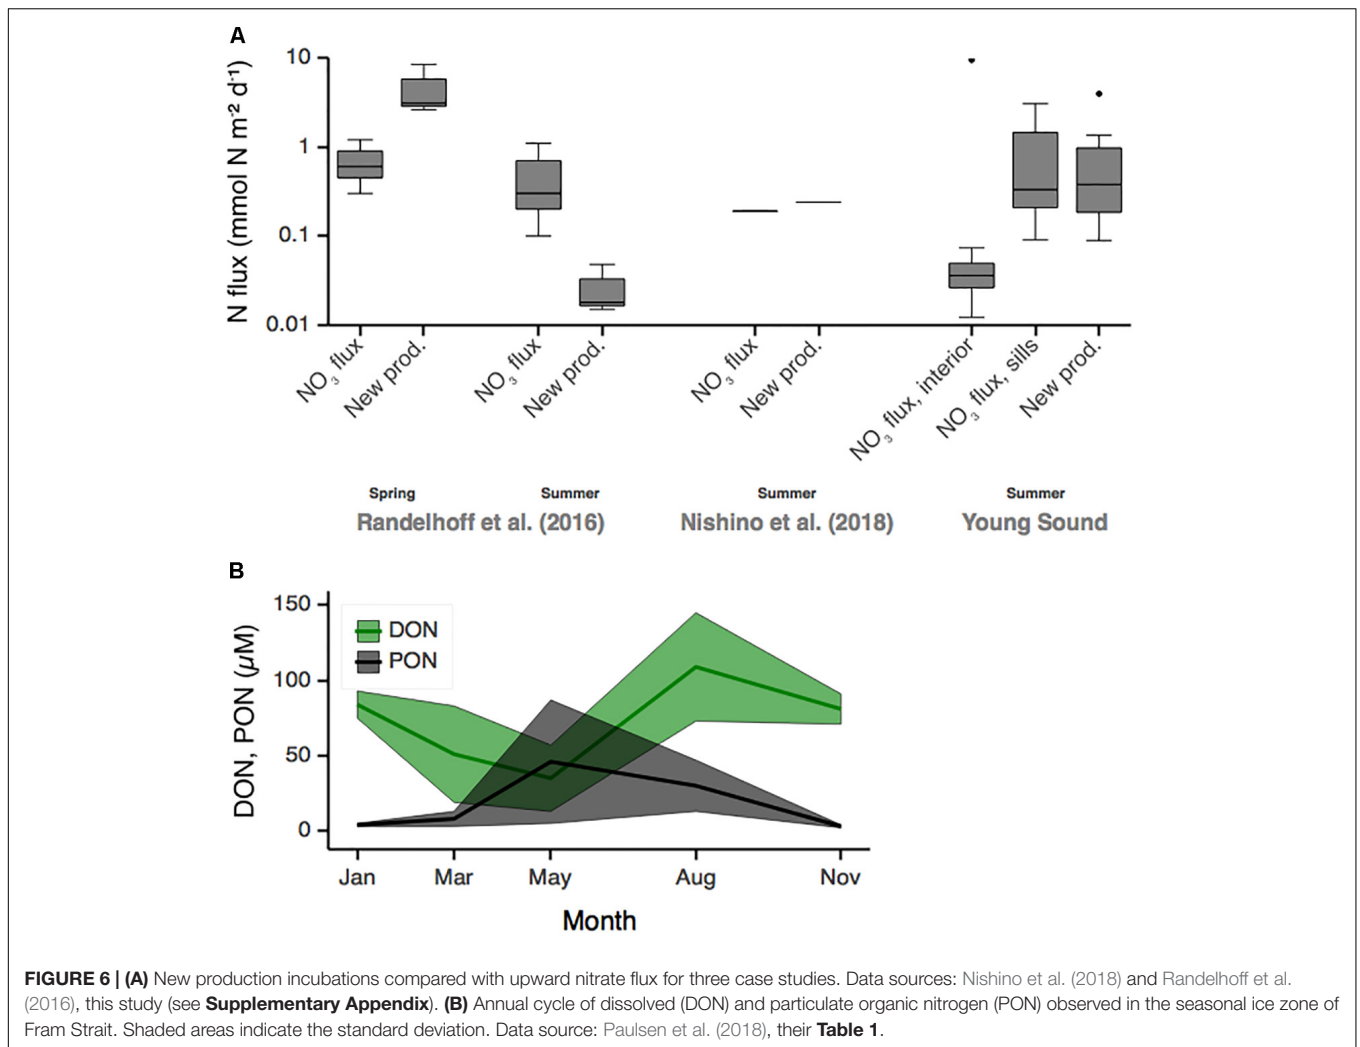 A
N flux (mmol N m⁻² d⁻¹)
10
1
0.1
0.01
NO₃ flux
New prod.
NO₃ flux
New prod.
NO₃ flux
New prod.
NO₃ flux, interior
NO₃ flux, sills
New prod.
Spring Summer Summer Summer
Randelhoff et al. (2016) Nishino et al. (2018) Young Sound
B
DON, PON (µM)
150
100
50
0
DON
PON
Jan Mar May Aug Nov
Month
FIGURE 6 | (A) New production incubations compared with upward nitrate flux for three case studies. Data sources: Nishino et al. (2018) and Randelhoff et al.
(2016), this study (see Supplementary Appendix). (B) Annual cycle of dissolved (DON) and particulate organic nitrogen (PON) observed in the seasonal ice zone of
Fram Strait. Shaded areas indicate the standard deviation. Data source: Paulsen et al. (2018), their Table 1.